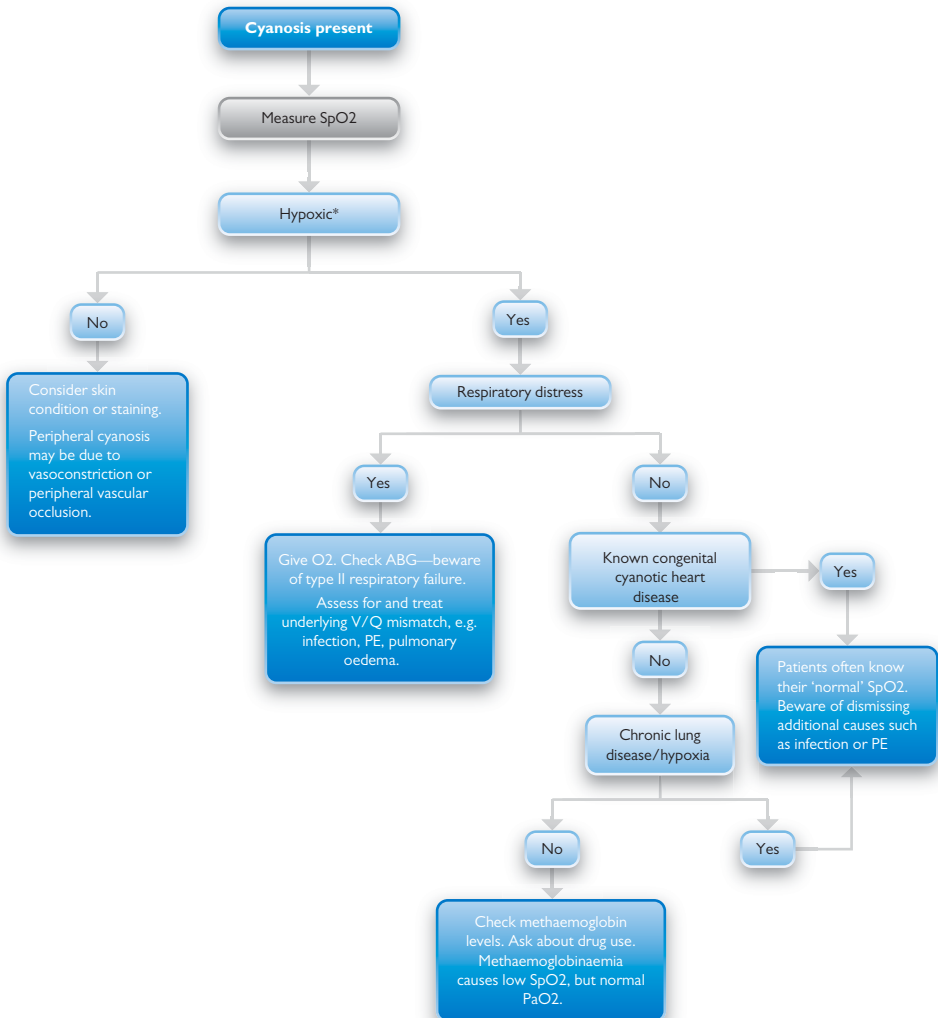 Cyanosis present
Measure SpO2
Hypoxic*
No
Yes
Consider skin
condition or staining.
Peripheral cyanosis
may be due to
vasoconstriction or
peripheral vascular
occlusion.
Respiratory distress
Yes
No
Give O2. Check ABG—beware
of type II respiratory failure.
Assess for and treat
underlying V/Q mismatch, e.g.
infection, PE, pulmonary
oedema.
Known congenital
cyanotic heart
disease
Yes
No
Patients often know
their ‘normal’ SpO2.
Beware of dismissing
additional causes such
as infection or PE
Chronic lung
disease/hypoxia
No
Yes
Check methaemoglobin
levels. Ask about drug use.
Methaemoglobinaemia
causes low SpO2, but normal
PaO2.